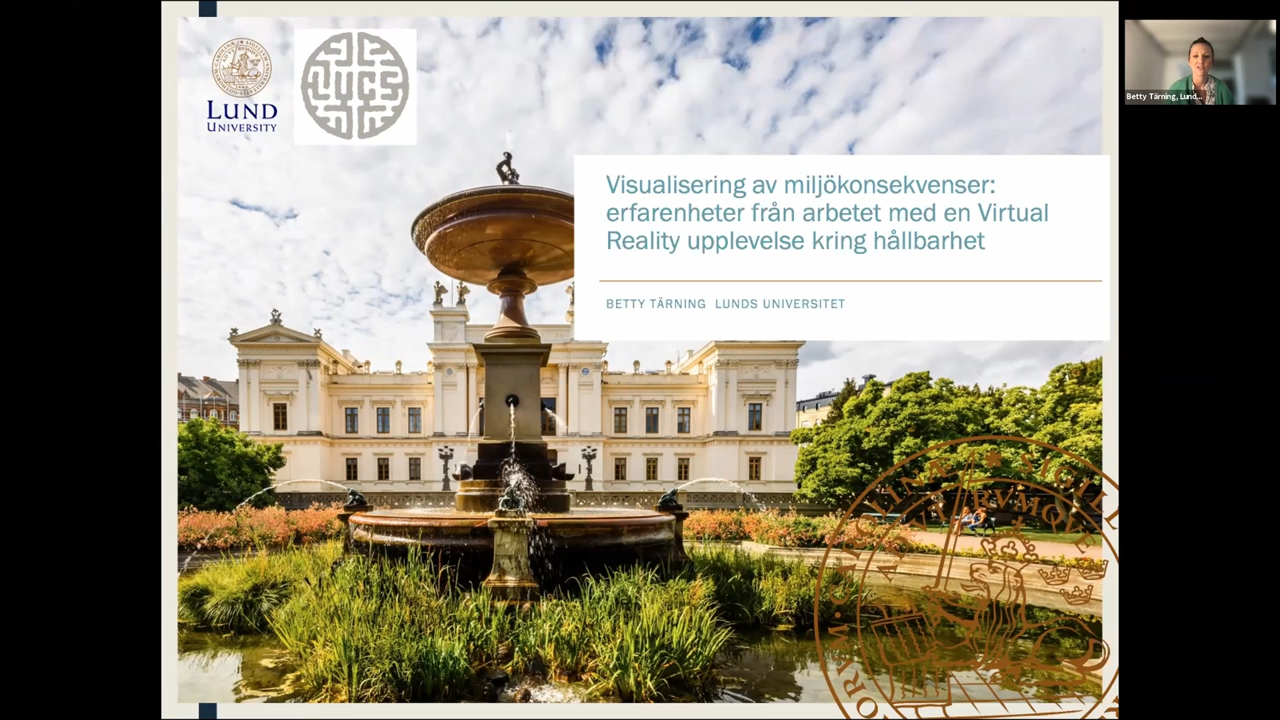 LUND
UNIVERSITY
LUCS
Visualisering av miljökonsekvenser:
erfarenheter från arbetet med en Virtual
Reality upplevelse kring hållbarhet
BETTY TÄRNING LUNDS UNIVERSITET
Betty Tärning, Lund...